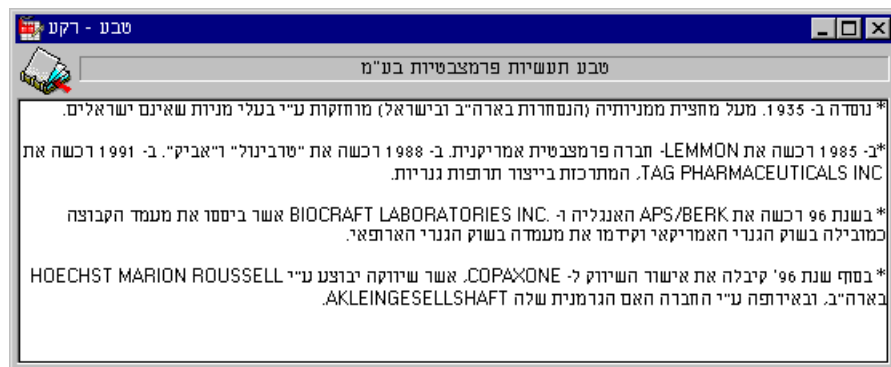 טבע - רקע
טבע תעשיות פרמצבטיות בע"מ
* נוסדה ב- 1935. מעל מחצית ממניותיה (הנסחרות בארה"ב ובישראל) מוחזקות ע"י בעלי מניות שאינם ישראלים.
*ב- 1985 רכשה את LEMMON- חברה פרמצבטית אמריקנית. ב- 1988 רכשה את "טרבינול" ו"אביק". ב- 1991 רכשה את
TAG PHARMACEUTICALS INC, המתרכזת בייצור תרופות גנריות.
* בשנת 96 רכשה את APS/BERK האנגליה ו- BIOCRAFT LABORATORIES INC. אשר ביססו את מעמד הקבוצה
כמובילה בשוק הגנרי האמריקאי וקידמו את מעמדה בשוק הגנרי הארופאי.
* בסוף שנת 96' קיבלה את אישור השיווק ל- COPAXONE, אשר שיווקה יבוצע ע"י HOECHST MARION ROUSSELL
בארה"ב, ובאירופה ע"י החברה האם הגרמנית שלה AKLEINGESELLSHAFT.